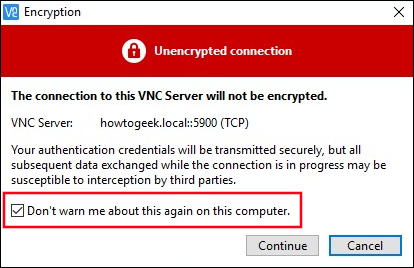 VQ Encryption
Unencrypted connection
The connection to this VNC Server will not be encrypted.
VNC Server: howtogeek.local::5900 (TCP)
Your authentication credentials will be transmitted securely, but all
subsequent data exchanged while the connection is in progress may be
susceptible to interception by third parties.
Don't warn me about this again on this computer.
Continue Cancel